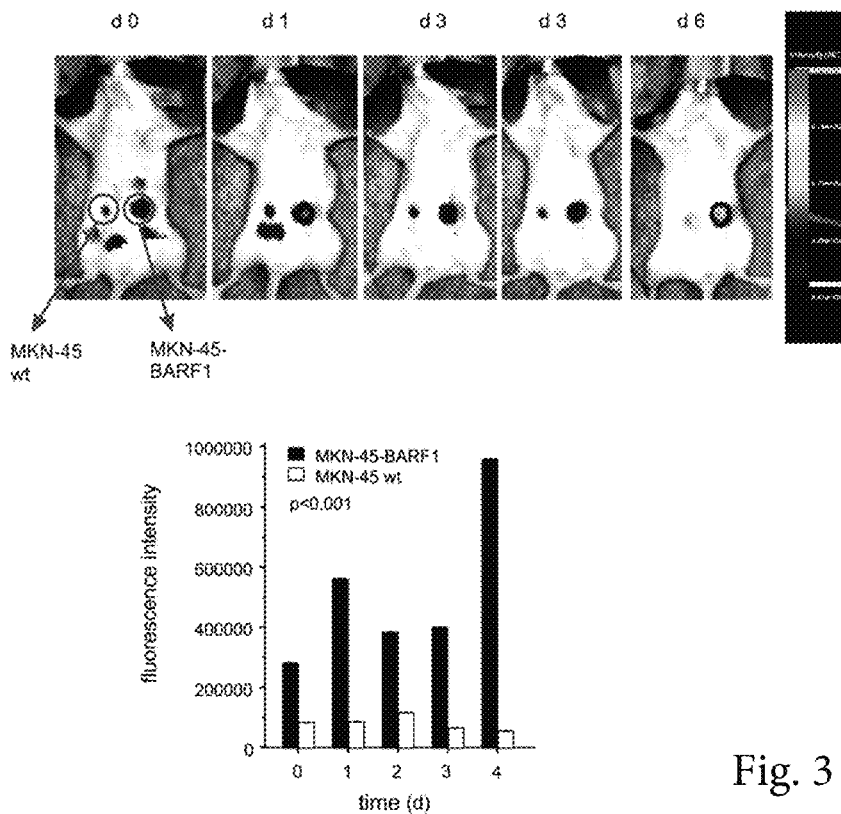 d 0 d 1 d 3 d 3 d 6
MKN-45
wt
MKN-45-
BARF1
1000000
800000
600000
400000
200000
0
fluorescence intensity
MKN-45-BARF1
MKN-45 wt
p<0.001
0 1 2 3 4
time (d)
Fig. 3